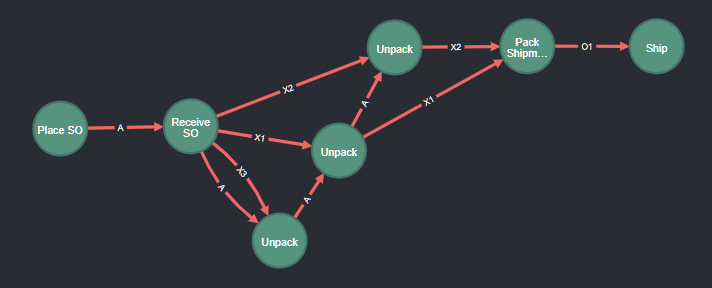 Place SO
A
Receive
SO
X2
X1
X3
A
Unpack
A
Unpack
A
Unpack
X2
X1
Pack
Shipm...
O1
Ship